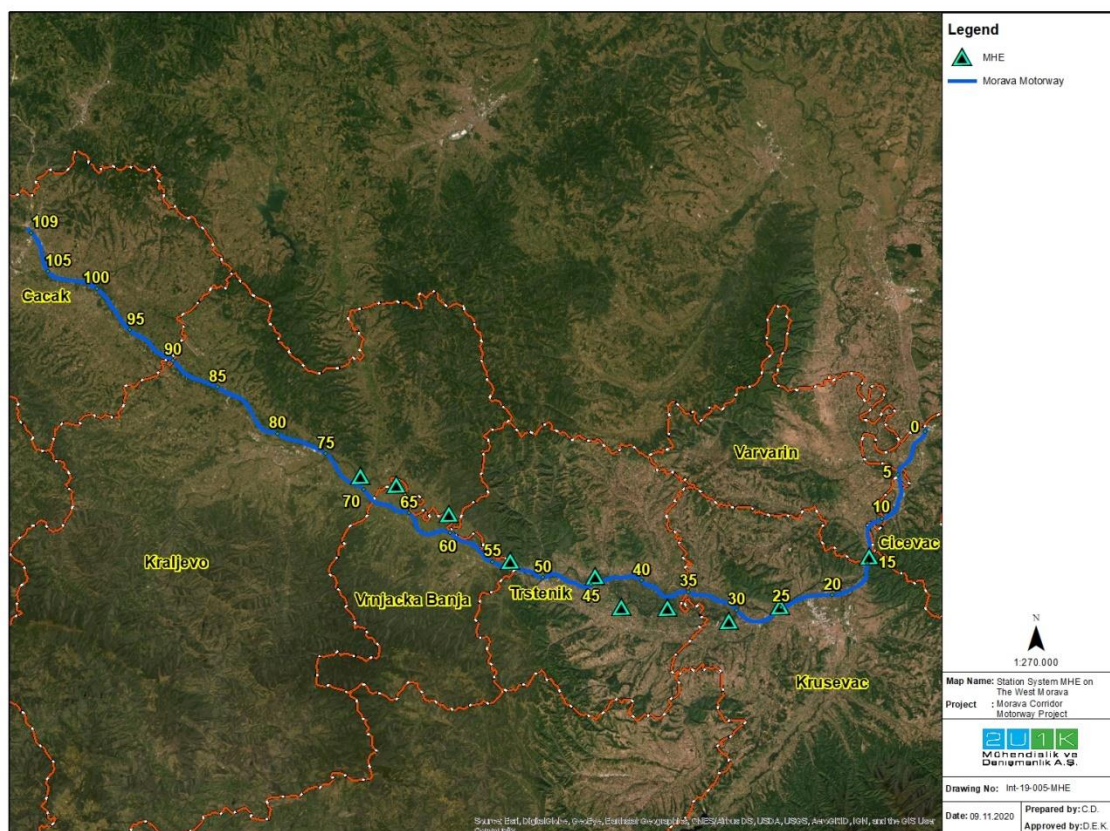 109
105
100
Cacak
95
90
85
80
75
70
65
60
55
50
45
40
35
30
25
20
15
10
5
0
Varvarin
Cicevac
Kraljevo
Vrnjacka Banja
Trstenik
Krusevac
Source: Esri, DigitalGlobe, GeoEye, Earthstar Geographics, CNES/Airbus DS, USDA, USGS, AeroGRID, IGN, and the GIS User
Community
Legend
MHE
Morava Motorway
N
1:270.000
Map Name: Station System MHE on
The West Morava
Project : Morava Corridor
Motorway Project
2U1K
Mühendislik ve
Danışmanlık A.Ş.
Drawing No: Int-19-005-MHE
Date: 09.11.2020
Prepared by: C.D.
Approved by: D.E.K.